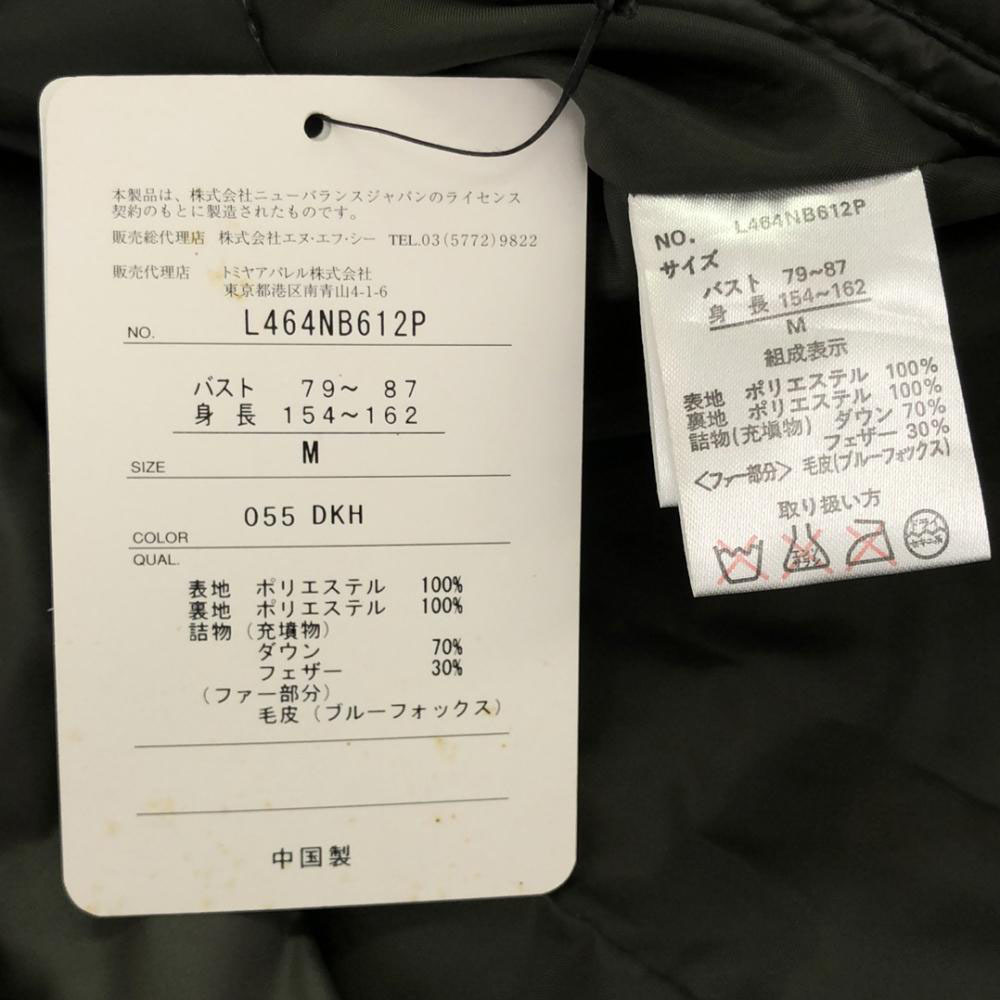 本製品は、株式会社ニューバランスジャパンのライセンス
契約のもとに製造されたものです。
販売総代理店 株式会社エヌ・エフ・シー TEL.03(5772)9822
販売代理店 トミヤアパレル株式会社
東京都港区南青山4-1-6
NO. L464NB612P
バスト 79～ 87
身 長 154～162
SIZE M
COLOR 055 DKH
QUAL.
表地 ポリエステル 100%
裏地 ポリエステル 100%
詰物（充填物）
ダウン 70%
フェザー 30%
（ファー部分）
毛皮（ブルーフォックス）
中国製
NO. L464NB612P
サイズ
バスト 79~87
身 長 154~162
M
組成表示
表地 ポリエステル 100%
裏地 ポリエステル 100%
詰物(充填物) ダウン 70%
フェザー 30%
<ファー部分> 毛皮(ブルーフォックス)
取り扱い方
ドライ
セキユ系